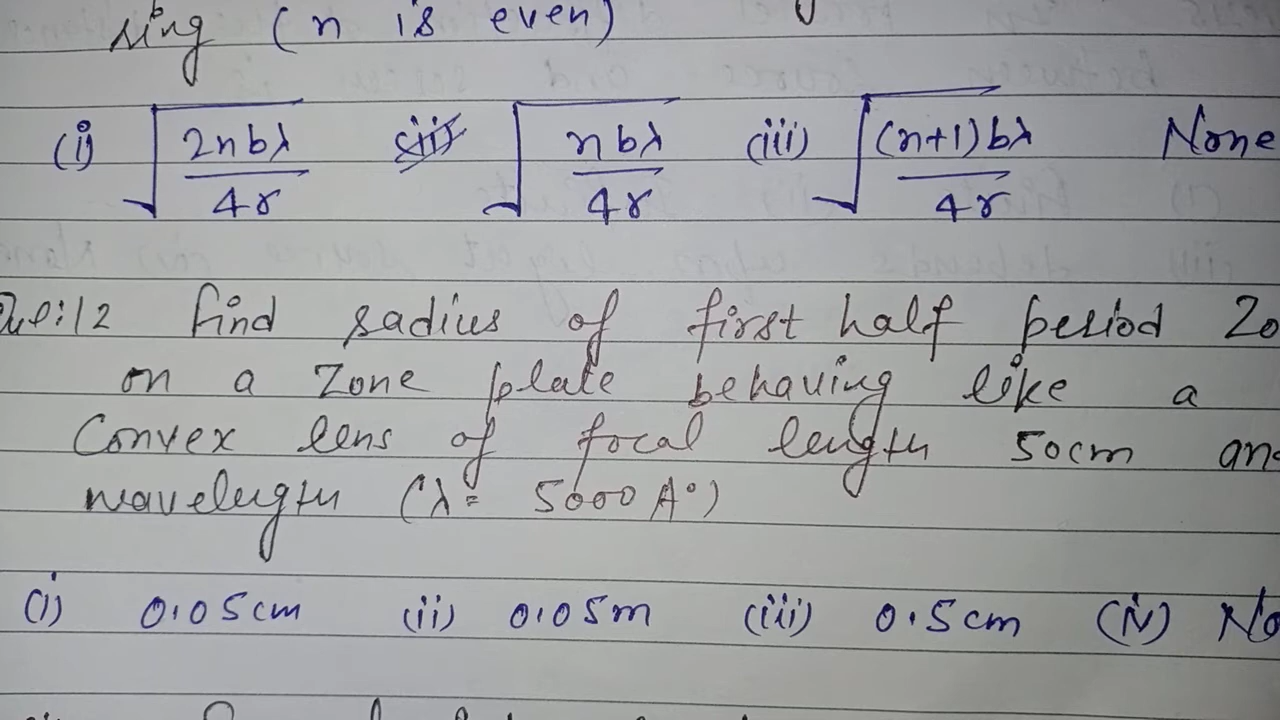 ring (n is even)
(i) √(2nbλ/4r) (ii) √(nbλ/4r) (iii) √((n+1)bλ/4r) None
Que:12 find radius of first half period Zo
on a Zone plate behaving like a
Convex lens of focal length 50cm an
wavelegth (λ= 5000 A°)
(i) 0.05cm (ii) 0.05m (iii) 0.5cm (iv) No